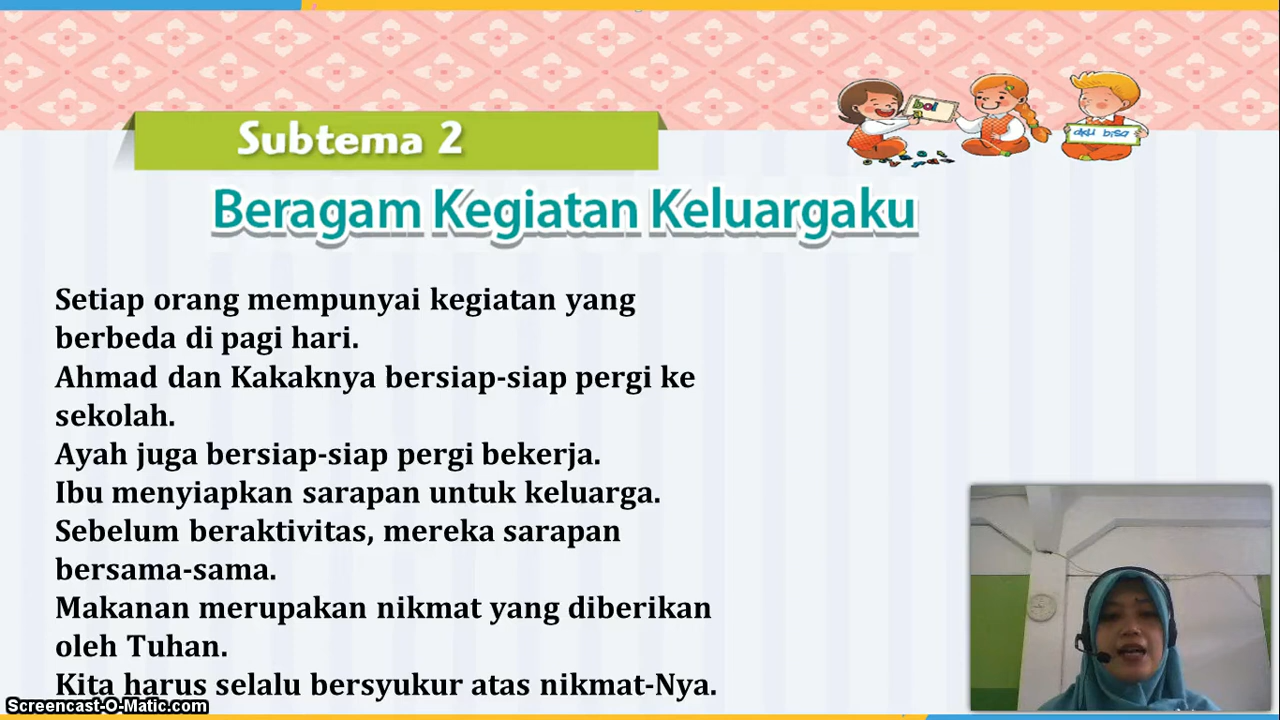 Subtema 2
bol
aku bisa
Beragam Kegiatan Keluargaku
Setiap orang mempunyai kegiatan yang
berbeda di pagi hari.
Ahmad dan Kakaknya bersiap-siap pergi ke
sekolah.
Ayah juga bersiap-siap pergi bekerja.
Ibu menyiapkan sarapan untuk keluarga.
Sebelum beraktivitas, mereka sarapan
bersama-sama.
Makanan merupakan nikmat yang diberikan
oleh Tuhan.
Kita harus selalu bersyukur atas nikmat-Nya.
Screencast-O-Matic.com